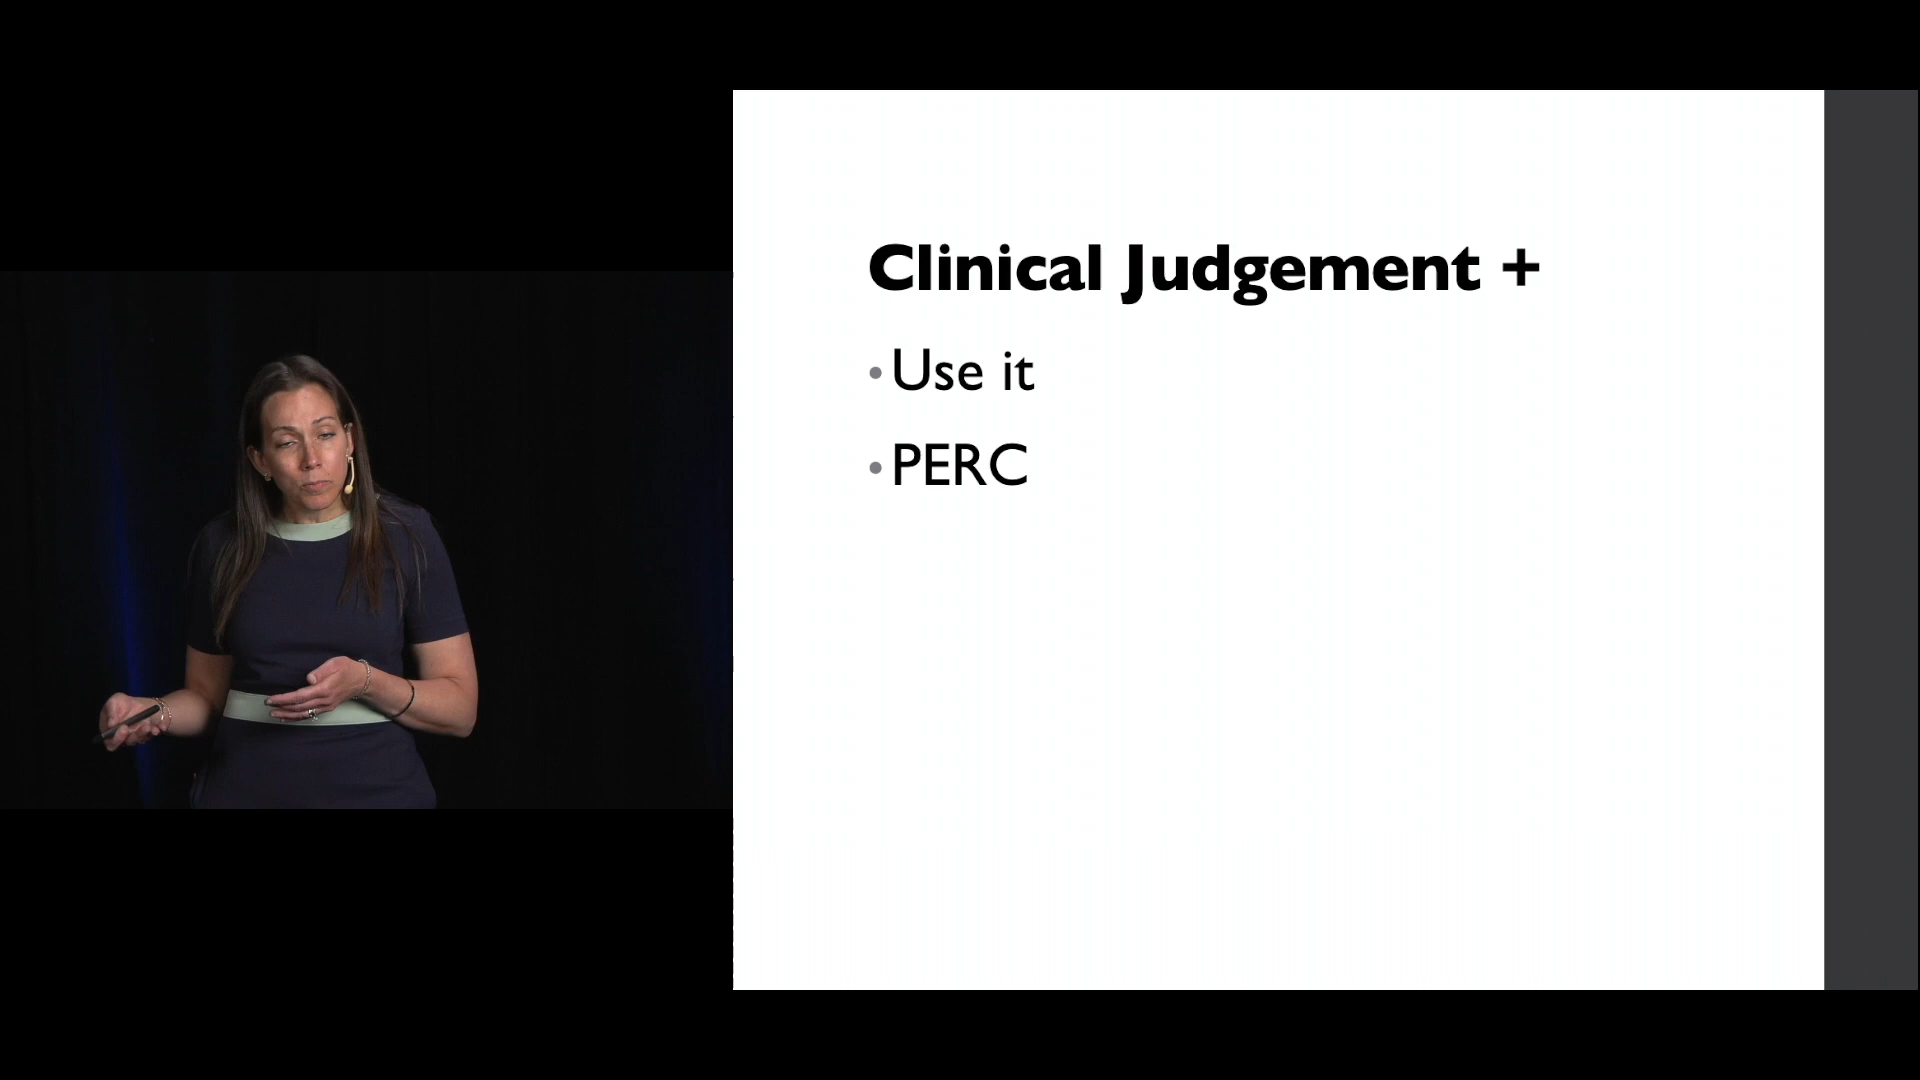 Clinical Judgement +
• Use it
• PERC